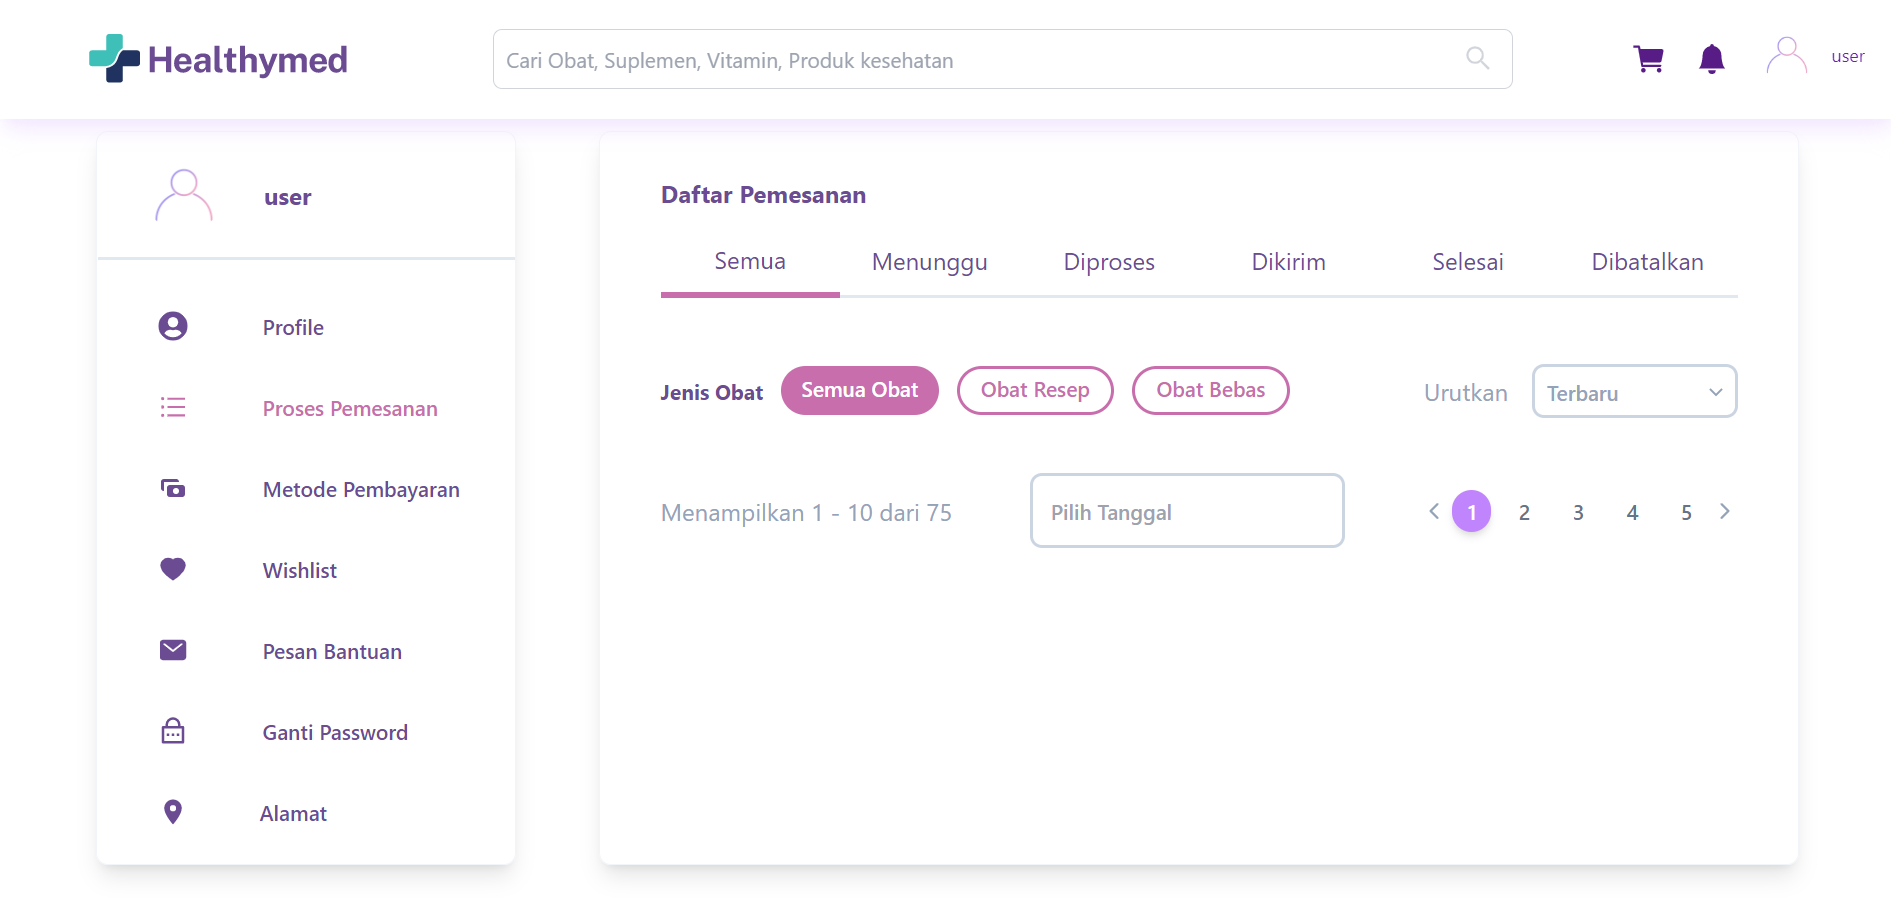 Healthymed
Cari Obat, Suplemen, Vitamin, Produk kesehatan
user
user
Profile
Proses Pemesanan
Metode Pembayaran
Wishlist
Pesan Bantuan
Ganti Password
Alamat
Daftar Pemesanan
Semua Menunggu Diproses Dikirim Selesai Dibatalkan
Jenis Obat Semua Obat Obat Resep Obat Bebas Urutkan Terbaru
Menampilkan 1 - 10 dari 75 Pilih Tanggal 1 2 3 4 5